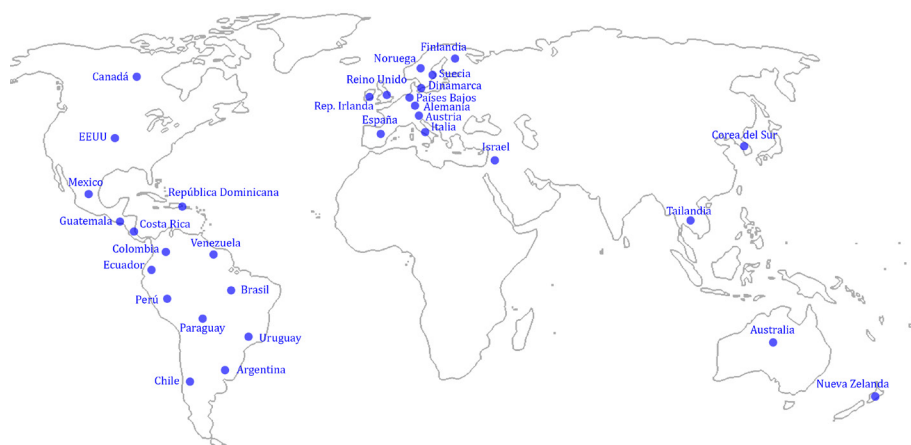 Finlandia
Noruega
Canadá
Suecia
Reino Unido
Dinamarca
Países Bajos
Rep. Irlanda
Alemania
Austria
España
Italia
EEUU
Corea del Sur
Israel
Mexico
República Dominicana
Tailandia
Guatemala
Costa Rica
Venezuela
Colombia
Ecuador
Brasil
Perú
Paraguay
Australia
Uruguay
Argentina
Chile
Nueva Zelanda